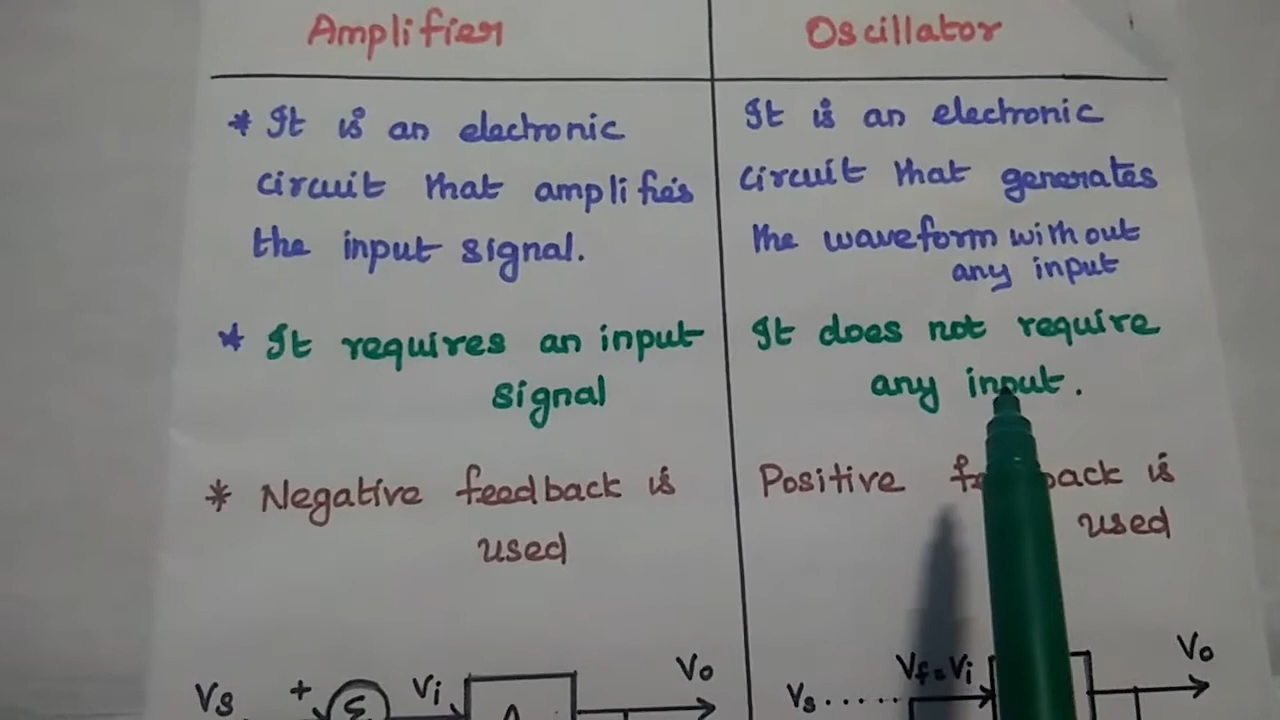 Amplifier
* It is an electronic
circuit that amplifies
the input signal.
* It requires an input
signal
* Negative feedback is
used
Vs + Σ Vi A Vo
Oscillator
It is an electronic
circuit that generates
the waveform without
any input
It does not require
any input.
Positive is
used
Vs ..... Vf = Vi Vo